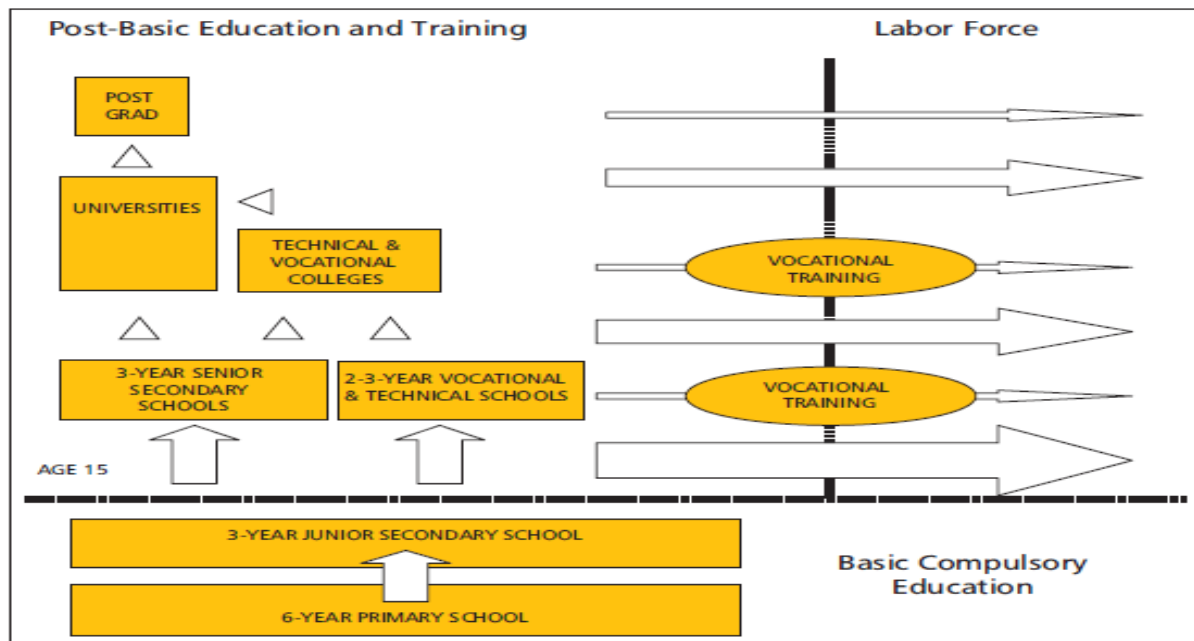 Post-Basic Education and Training
Labor Force
POST
GRAD
UNIVERSITIES
TECHNICAL &
VOCATIONAL
COLLEGES
VOCATIONAL
TRAINING
3-YEAR SENIOR
SECONDARY
SCHOOLS
2-3-YEAR VOCATIONAL
& TECHNICAL SCHOOLS
VOCATIONAL
TRAINING
AGE 15
3-YEAR JUNIOR SECONDARY SCHOOL
6-YEAR PRIMARY SCHOOL
Basic Compulsory
Education